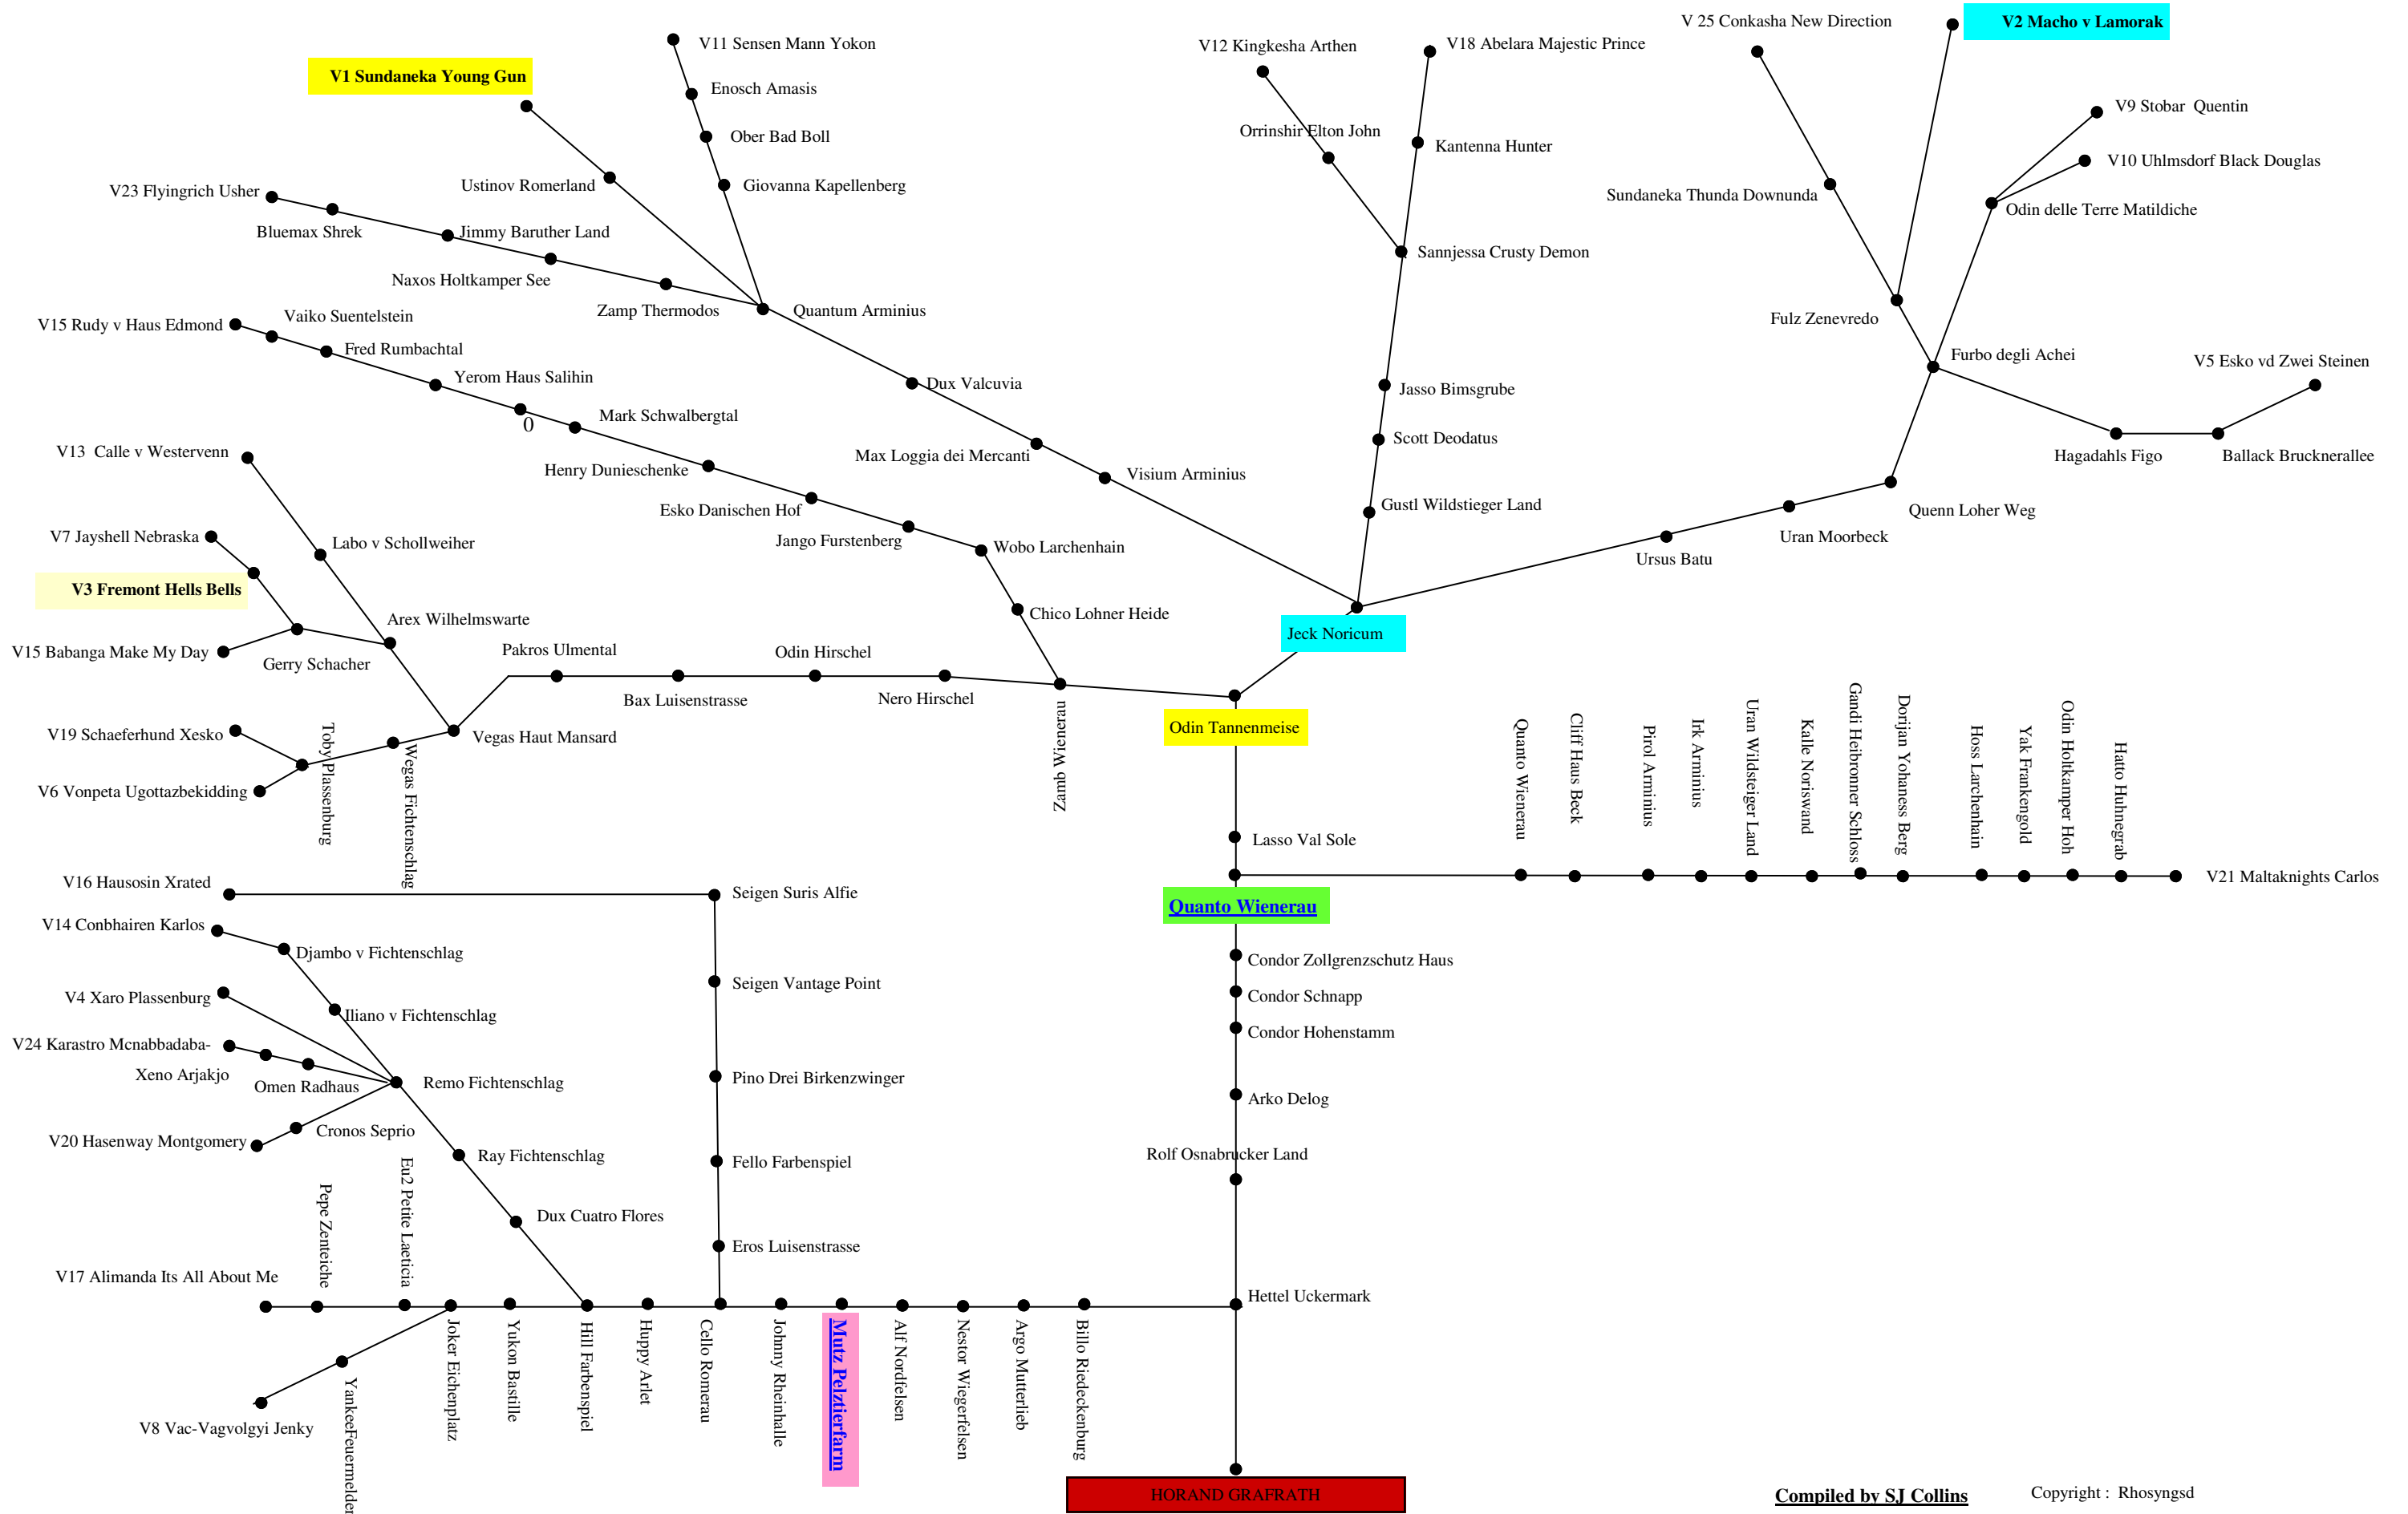 V 25 Conkasha New Direction
V2 Macho v Lamorak
V11 Sensen Mann Yokon
V12 Kingkesha Arthen
V18 Abelara Majestic Prince
V1 Sundaneka Young Gun
Enosch Amasis
V9 Stobar Quentin
Ober Bad Boll
Orrinshir Elton John
Kantenna Hunter
V10 Uhlmsdorf Black Douglas
Ustinov Romerland
Giovanna Kapellenberg
V23 Flyingrich Usher
Sundaneka Thunda Downunda
Odin delle Terre Matildiche
Bluemax Shrek
Jimmy Baruther Land
Sannjessa Crusty Demon
Naxos Holtkamper See
Zamp Thermodos
Quantum Arminius
Fulz Zenevredo
V15 Rudy v Haus Edmond
Vaiko Suentelstein
Fred Rumbachtal
Furbo degli Achei
V5 Esko vd Zwei Steinen
Yerom Haus Salihin
Dux Valcuvia
Jasso Bimsgrube
0
Mark Schwalbergtal
Scott Deodatus
V13 Calle v Westervenn
Henry Dunieschenke
Max Loggia dei Mercanti
Visium Arminius
Hagadahls Figo
Ballack Brucknerallee
Esko Danischen Hof
Gustl Wildstieger Land
Quenn Loher Weg
V7 Jayshell Nebraska
Labo v Schollweiher
Jango Furstenberg
Wobo Larchenhain
Uran Moorbeck
Ursus Batu
V3 Fremont Hells Bells
Arex Wilhelmswarte
Chico Lohner Heide
Jeck Noricum
V15 Babanga Make My Day
Gerry Schacher
Pakros Ulmental
Odin Hirschel
Bax Luisenstrasse
Nero Hirschel
Zamb Wienerau
Odin Tannenmeise
V19 Schaeferhund Xesko
Toby Plassenburg
Wegas Fichtenschlag
Vegas Haut Mansard
V6 Vonpeta Ugottazbekidding
Quanto Wienerau
Cliff Haus Beck
Pirol Arminius
Irk Arminius
Uran Wildsteiger Land
Kalle Noriswand
Gandi Heibronner Schloss
Dorijan Yohaness Berg
Hoss Larchenhain
Yak Frankengold
Odin Holtkamper Hoh
Hatto Huhnegrab
Lasso Val Sole
V21 Maltaknights Carlos
V16 Hausosin Xrated
Seigen Suris Alfie
Quanto Wienerau
V14 Conbhairen Karlos
Djambo v Fichtenschlag
Condor Zollgrenzschutz Haus
V4 Xaro Plassenburg
Seigen Vantage Point
Condor Schnapp
Iliano v Fichtenschlag
Condor Hohenstamm
V24 Karastro Mcnabbadaba-
Xeno Arjakjo
Omen Radhaus
Remo Fichtenschlag
Pino Drei Birkenzwinger
Arko Delog
V20 Hasenway Montgomery
Cronos Seprio
Ray Fichtenschlag
Fello Farbenspiel
Rolf Osnabrucker Land
Pepe Zenteiche
Eu2 Petite Laeticia
Dux Cuatro Flores
Eros Luisenstrasse
V17 Alimanda Its All About Me
Hettel Uckermark
Joker Eichenplatz
Yukon Bastille
Hill Farbenspiel
Huppy Arlet
Cello Romerau
Johnny Rheinhalle
Mutz Pelztierfarm
Alf Nordfelsen
Nestor Wiegerfelsen
Argo Mutterlieb
Billo Riedeckenburg
V8 Vac-Vagvolgyi Jenky
YankeeFeuermelder
HORAND GRAFRATH
Compiled by SJ Collins
Copyright : Rhosyngsd